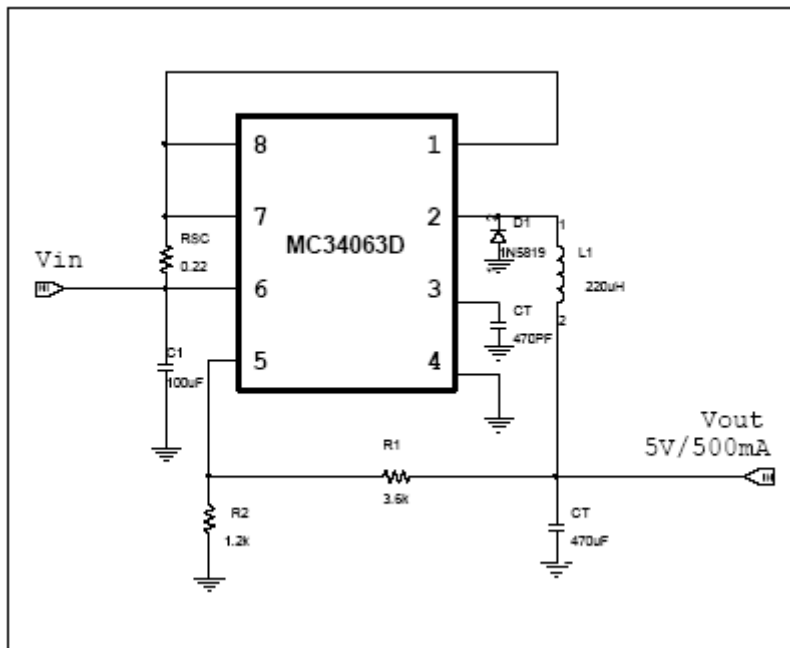 8
1
7
2
MC34063D
RSC
0.22
Vin
6
3
5
4
C1
100uF
D1
1N5819
2
1
L1
220uH
2
CT
470PF
Vout
5V/500mA
R1
3.6k
R2
1.2k
CT
470uF